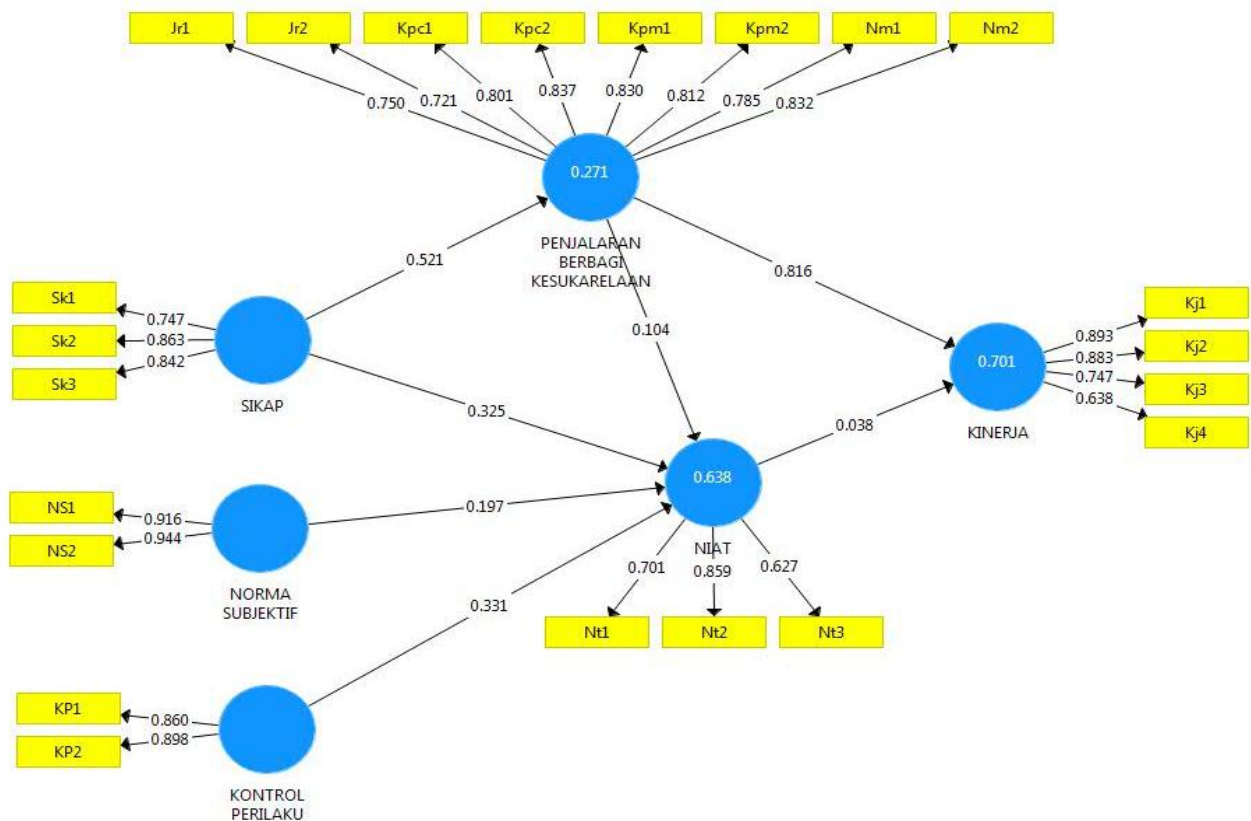 Jr1
Jr2
Kpc1
Kpc2
Kpm1
Kpm2
Nm1
Nm2
0.750
0.721
0.801
0.837
0.830
0.812
0.785
0.832
0.271
PENJALARAN
BERBAGI
KESUKARELAAN
0.521
0.816
0.104
Sk1
Sk2
Sk3
0.747
0.863
0.842
SIKAP
0.325
Kj1
Kj2
Kj3
Kj4
0.893
0.883
0.747
0.638
0.701
KINERJA
0.038
0.638
NIAT
NS1
NS2
0.916
0.944
NORMA
SUBJEKTIF
0.197
0.701
0.859
0.627
Nt1
Nt2
Nt3
0.331
KP1
KP2
0.860
0.898
KONTROL
PERILAKU